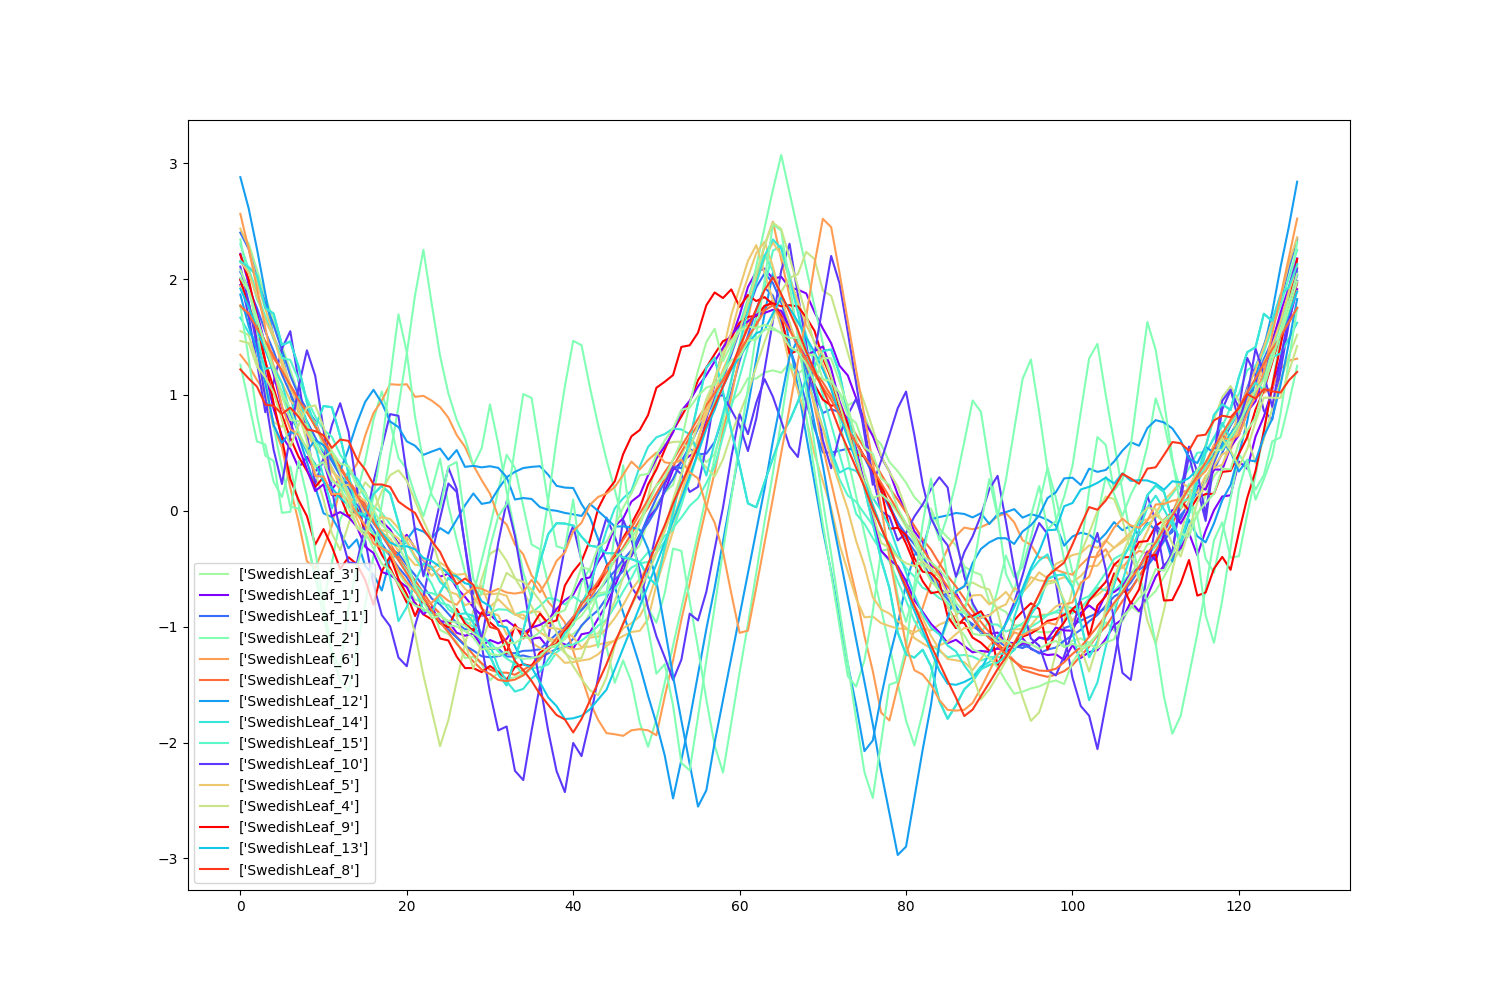 3
2
1
0
−1
−2
−3
['SwedishLeaf_3']
['SwedishLeaf_1']
['SwedishLeaf_11']
['SwedishLeaf_2']
['SwedishLeaf_6']
['SwedishLeaf_7']
['SwedishLeaf_12']
['SwedishLeaf_14']
['SwedishLeaf_15']
['SwedishLeaf_10']
['SwedishLeaf_5']
['SwedishLeaf_4']
['SwedishLeaf_9']
['SwedishLeaf_13']
['SwedishLeaf_8']
0 20 40 60 80 100 120